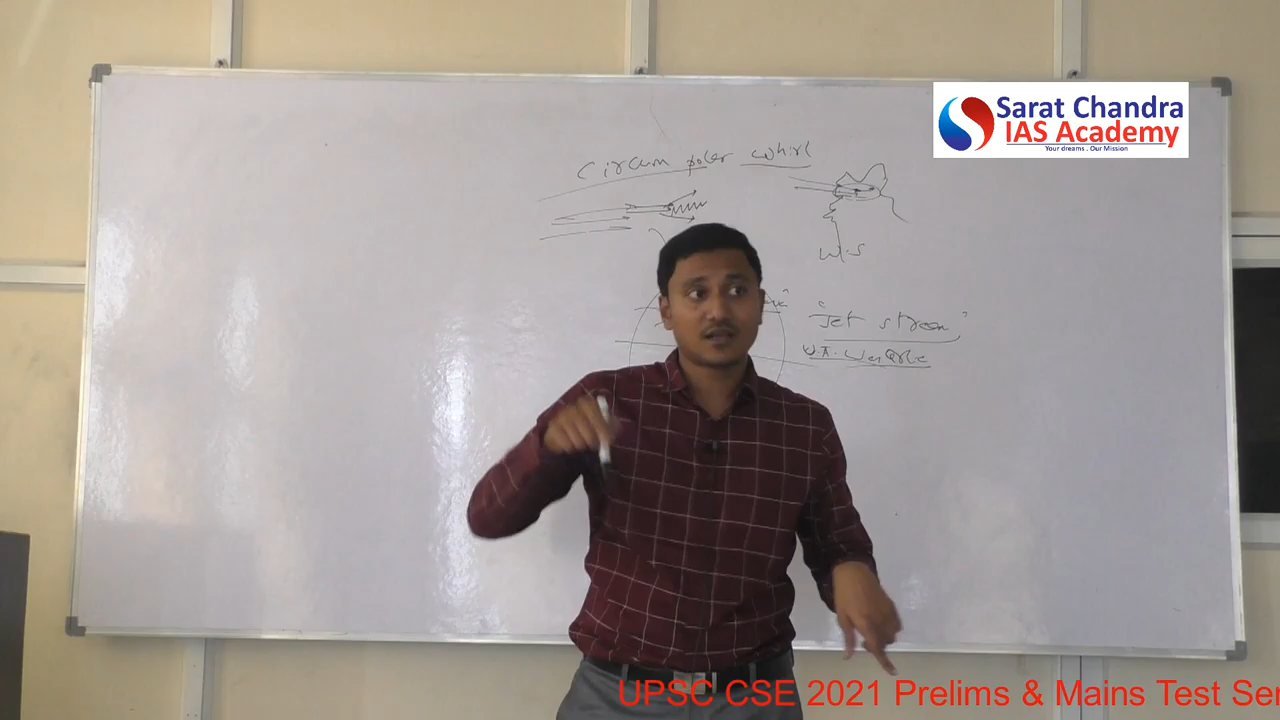 Sarat Chandra
IAS Academy
Your dreams . Our Mission
Circum poler whirl
W.S
"Jet stream"
UPSC CSE 2021 Prelims & Mains Test Ser